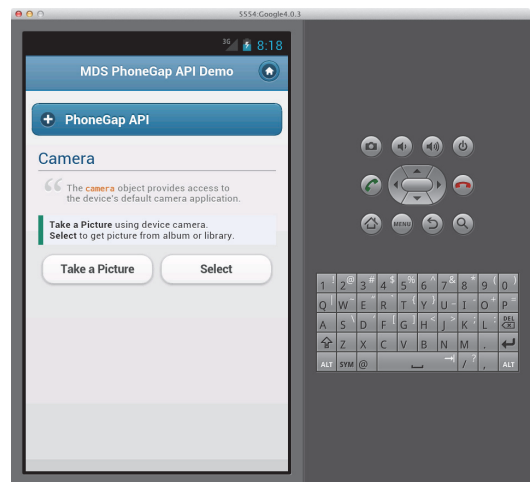 5554:Google4.0.3
3G 8:18
MDS PhoneGap API Demo
PhoneGap API
Camera
The camera object provides access to
the device's default camera application.
Take a Picture using device camera.
Select to get picture from album or library.
Take a Picture Select
MENU
1 ! 2 @ 3 # 4 $ 5 % 6 ^ 7 & 8 * 9 ( 0 )
Q W E R T Y U I O P
A S D F G H J K L DEL
Z X C V B N M .
ALT SYM @ / ? , ALT